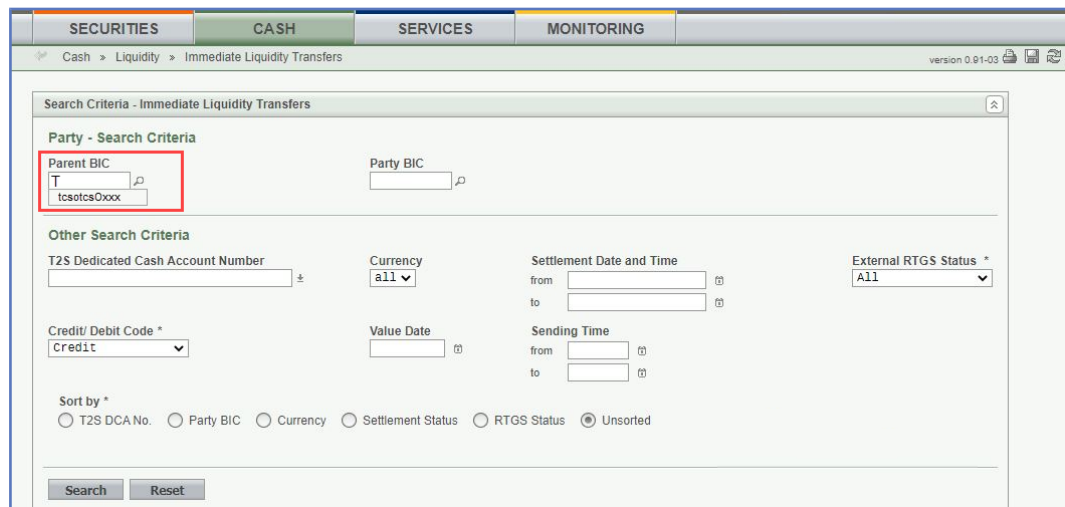 SECURITIES CASH SERVICES MONITORING
Cash » Liquidity » Immediate Liquidity Transfers version 0.91-03
Search Criteria - Immediate Liquidity Transfers
Party - Search Criteria
Parent BIC Party BIC
T
tcsotcs0xxx
Other Search Criteria
T2S Dedicated Cash Account Number Currency Settlement Date and Time External RTGS Status *
all from All
to
Credit/ Debit Code * Value Date Sending Time
Credit from
to
Sort by *
T2S DCA No. Party BIC Currency Settlement Status RTGS Status Unsorted
Search Reset